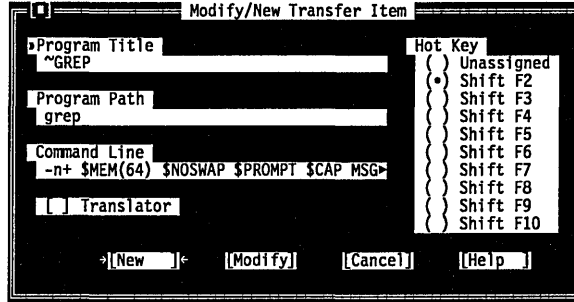 [▯] Modify/New Transfer Item
Program Title
~GREP
Program Path
grep
Command Line
-n+ $MEM(64) $NOSWAP $PROMPT $CAP MSG►
[ ] Translator
Hot Key
( ) Unassigned
(•) Shift F2
( ) Shift F3
( ) Shift F4
( ) Shift F5
( ) Shift F6
( ) Shift F7
( ) Shift F8
( ) Shift F9
( ) Shift F10
[New ] [Modify] [Cancel] [Help ]